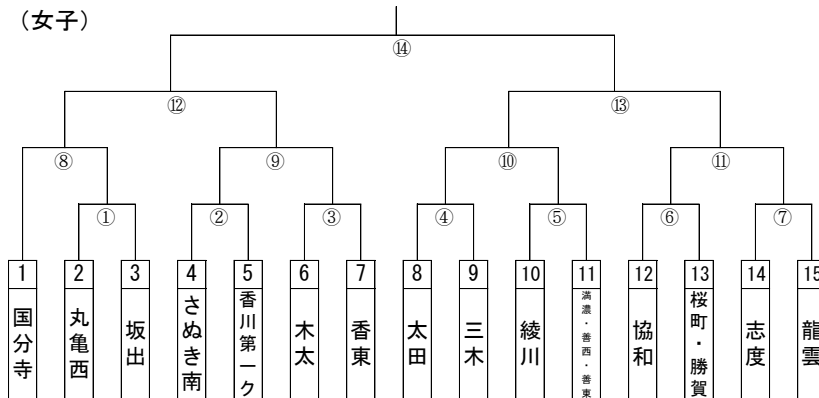 (女子)
⑭
⑫ ⑬
⑧ ⑨ ⑩ ⑪
① ② ③ ④ ⑤ ⑥ ⑦
1 2 3 4 5 6 7 8 9 10 11 12 13 14 15
国分寺
丸亀西
坂出
さぬき南
香川第一ク
木太
香東
太田
三木
綾川
満濃・善西・善東
協和
桜町・勝賀
志度
龍雲